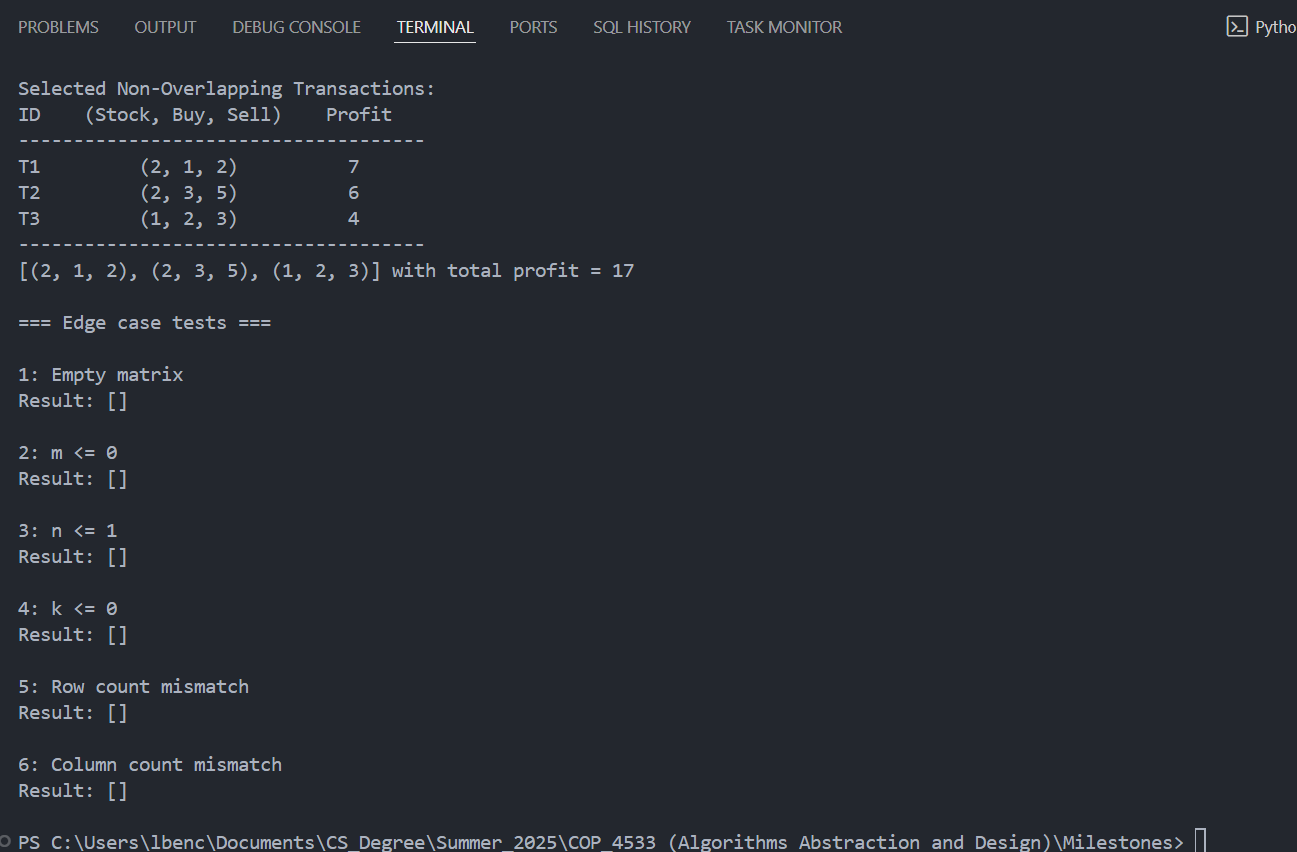 PROBLEMS OUTPUT DEBUG CONSOLE TERMINAL PORTS SQL HISTORY TASK MONITOR Pytho
Selected Non-Overlapping Transactions:
ID (Stock, Buy, Sell) Profit
-------------------------------------
T1 (2, 1, 2) 7
T2 (2, 3, 5) 6
T3 (1, 2, 3) 4
-------------------------------------
[(2, 1, 2), (2, 3, 5), (1, 2, 3)] with total profit = 17
=== Edge case tests ===
1: Empty matrix
Result: []
2: m <= 0
Result: []
3: n <= 1
Result: []
4: k <= 0
Result: []
5: Row count mismatch
Result: []
6: Column count mismatch
Result: []
PS C:\Users\lbenc\Documents\CS_Degree\Summer_2025\COP_4533 (Algorithms Abstraction and Design)\Milestones>